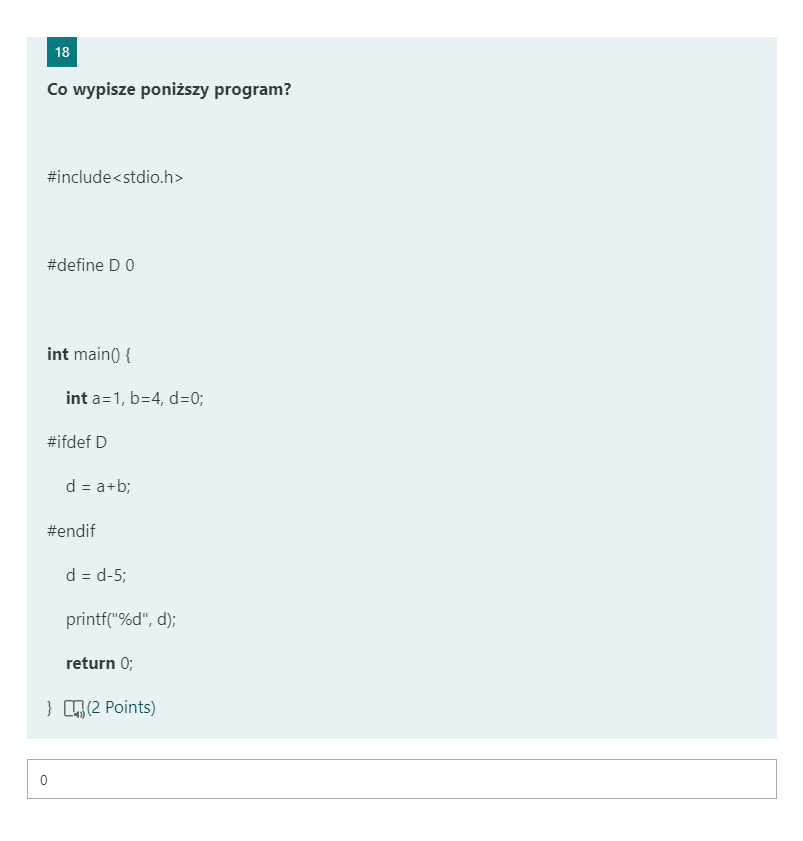 18
Co wypisze poniższy program?
#include<stdio.h>
#define D 0
int main() {
int a=1, b=4, d=0;
#ifdef D
d = a+b;
#endif
d = d-5;
printf("%d", d);
return 0;
} (2 Points)
0